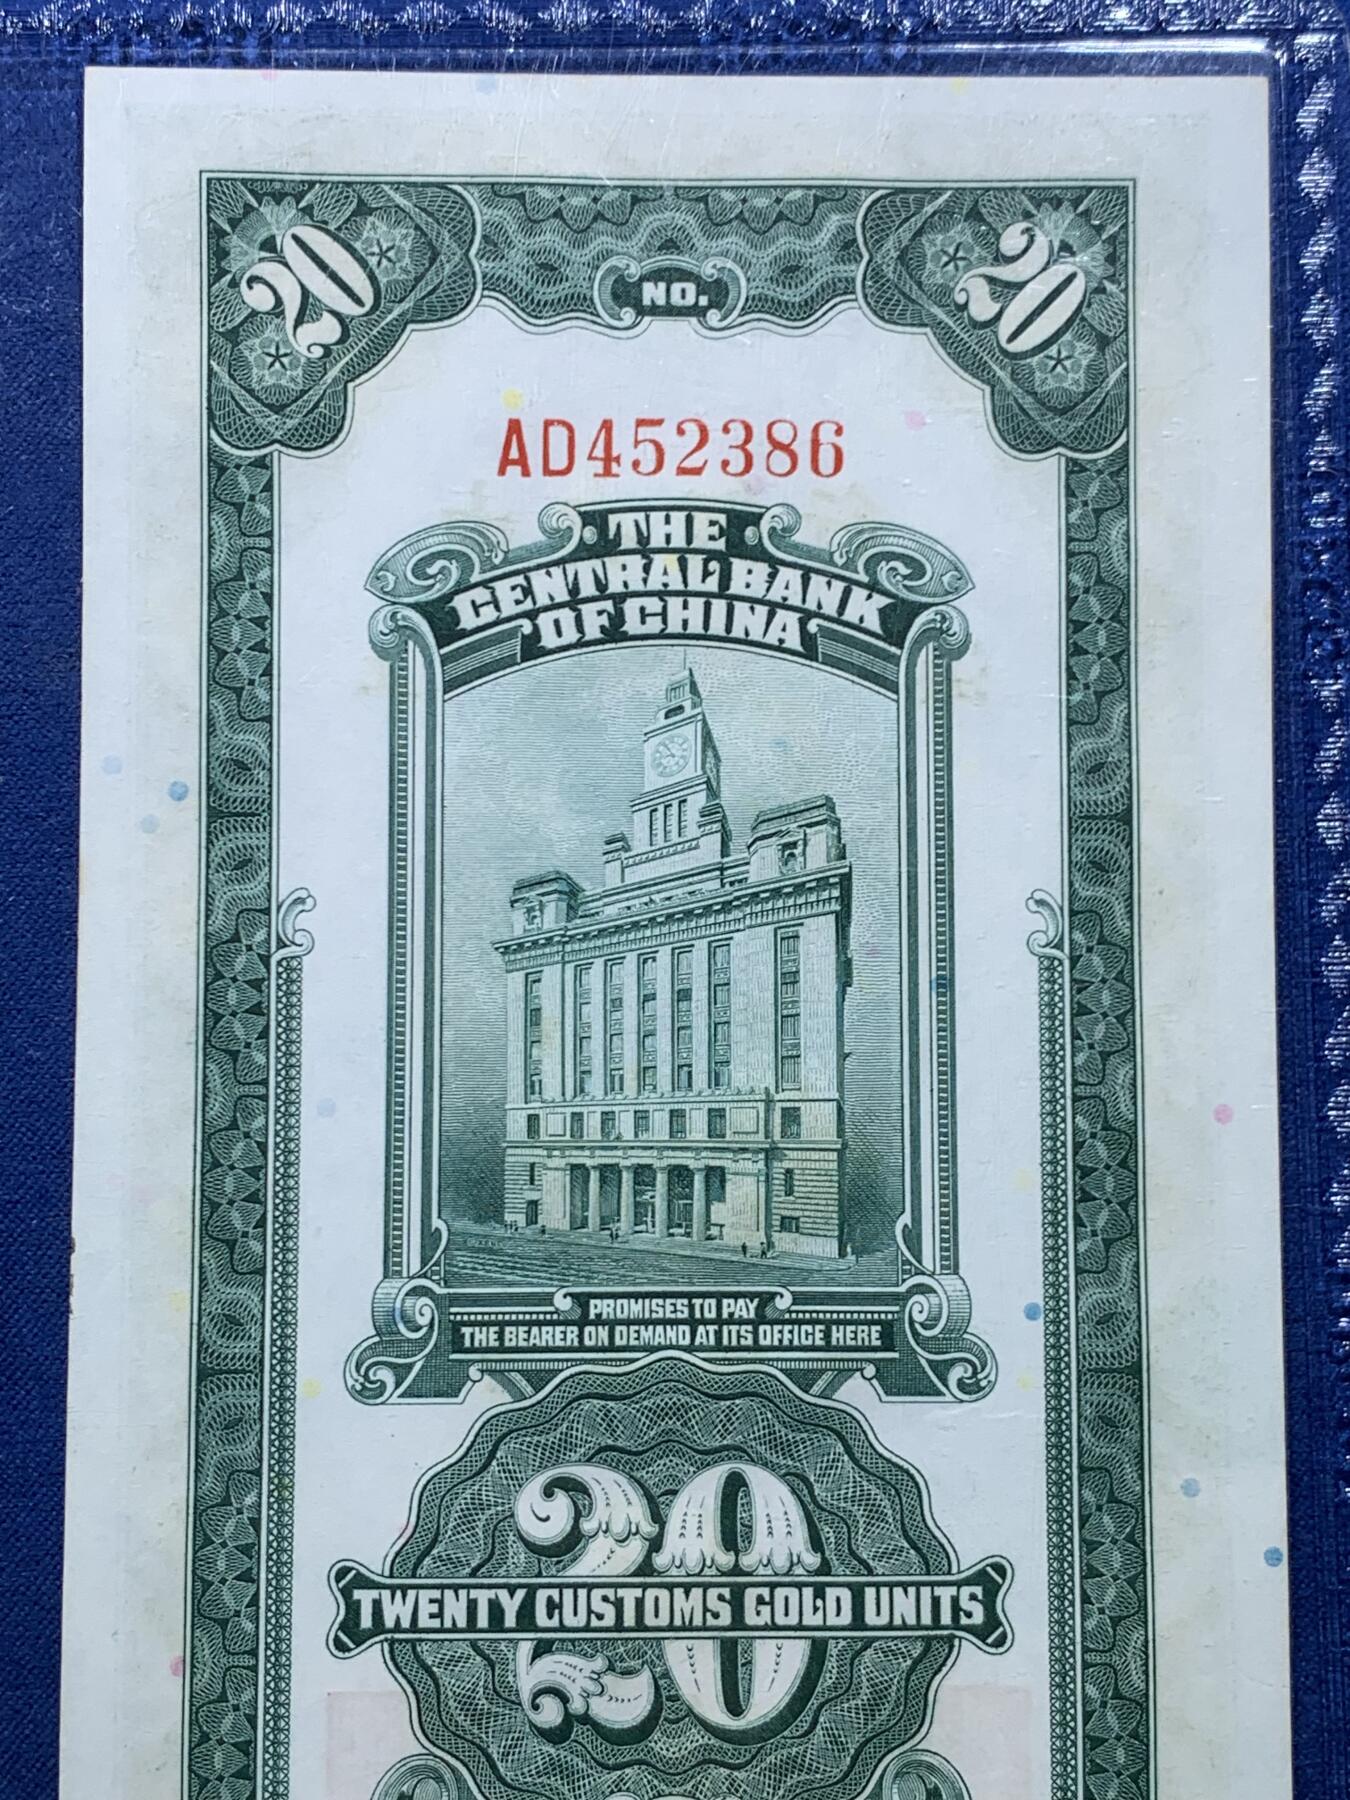 20
NO.
20
AD452386
THE
CENTRAL BANK
OF CHINA
PROMISES TO PAY
THE BEARER ON DEMAND AT ITS OFFICE HERE
20
TWENTY CUSTOMS GOLD UNITS